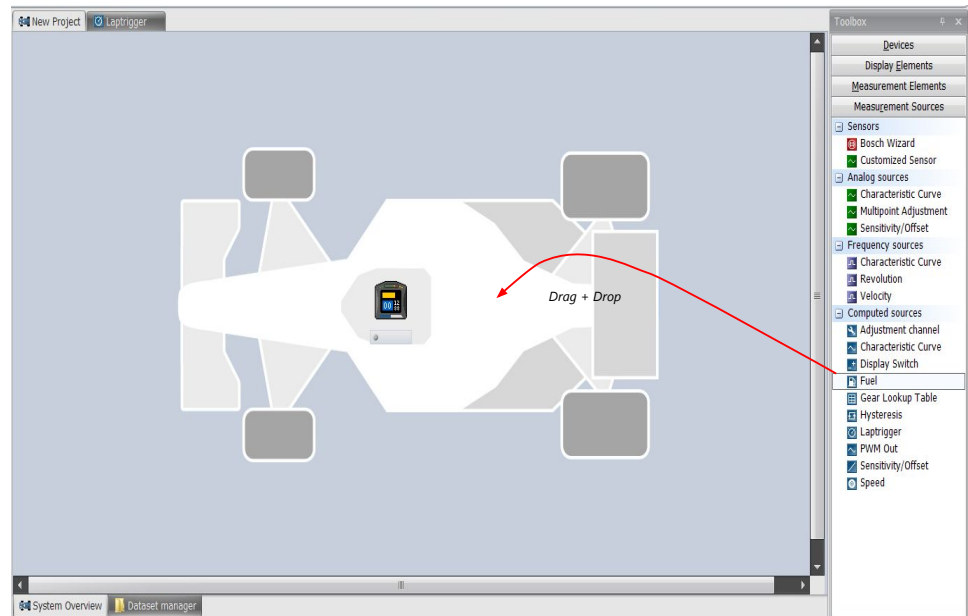 New Project
Laptrigger
Toolbox
Devices
Display Elements
Measurement Elements
Measurement Sources
Sensors
Bosch Wizard
Customized Sensor
Analog sources
Characteristic Curve
Multipoint Adjustment
Sensitivity/Offset
Frequency sources
Characteristic Curve
Revolution
Velocity
Computed sources
Adjustment channel
Characteristic Curve
Display Switch
Fuel
Gear Lookup Table
Hysteresis
Laptrigger
PWM Out
Sensitivity/Offset
Speed
Drag + Drop
System Overview
Dataset manager